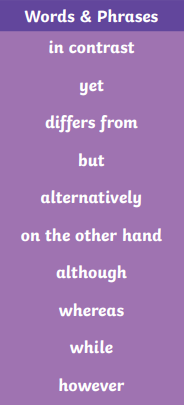 Words & Phrases
in contrast
yet
differs from
but
alternatively
on the other hand
although
whereas
while
however